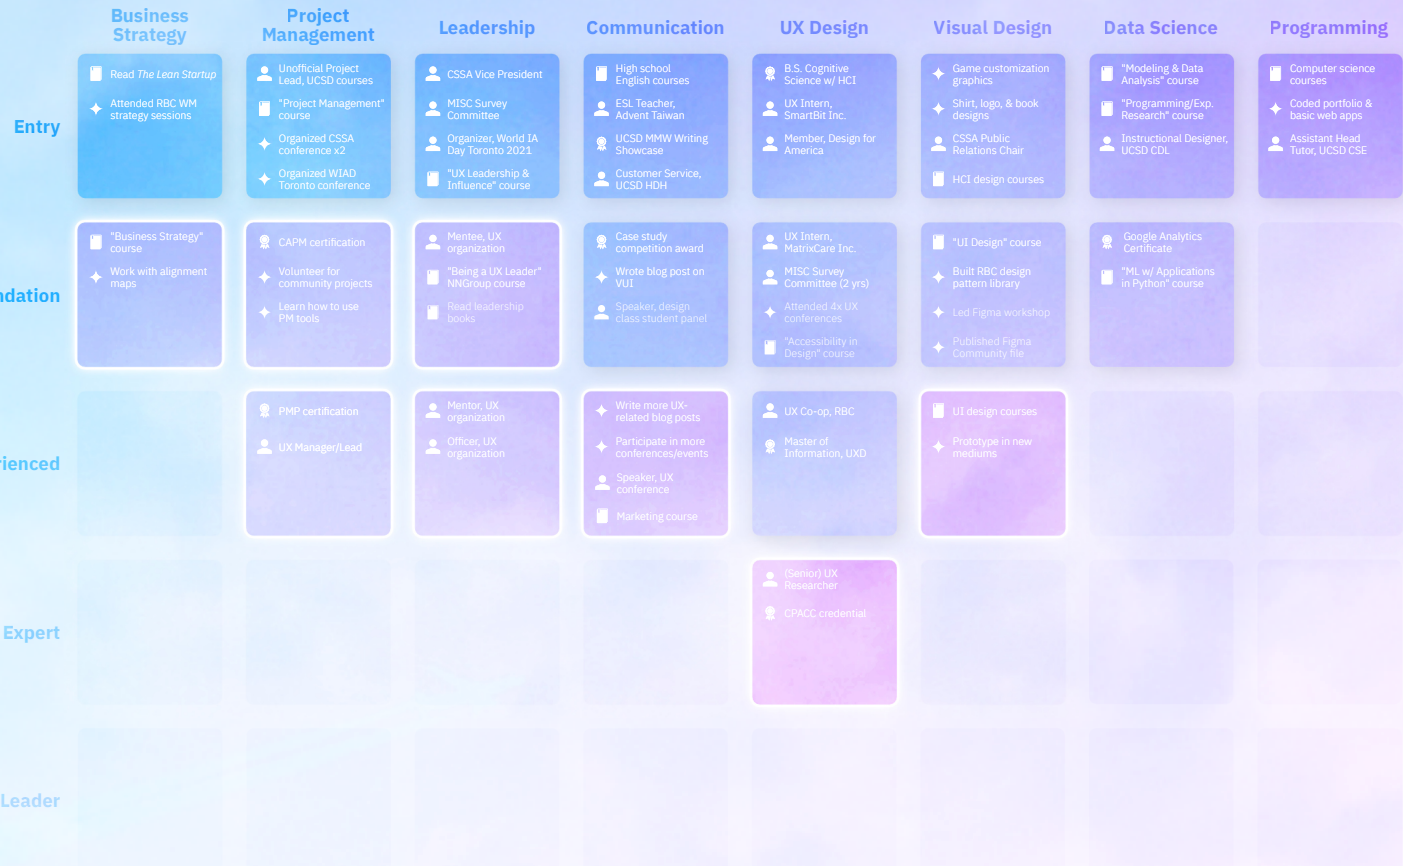 Business
Strategy
Project
Management
Leadership
Communication
UX Design
Visual Design
Data Science
Programming
Entry
Read The Lean Startup
Attended RBC WM
strategy sessions
Unofficial Project
Lead, UCSD courses
"Project Management"
course
Organized CSSA
conference x2
Organized WIAD
Toronto conference
CSSA Vice President
MISC Survey
Committee
Organizer, World IA
Day Toronto 2021
"UX Leadership &
Influence" course
High school
English courses
ESL Teacher,
Advent Taiwan
UCSD MMW Writing
Showcase
Customer Service,
UCSD HDH
B.S. Cognitive
Science w/ HCI
UX Intern,
SmartBit Inc.
Member, Design for
America
Game customization
graphics
Shirt, logo, & book
designs
CSSA Public
Relations Chair
HCI design courses
"Modeling & Data
Analysis" course
"Programming/Exp.
Research" course
Instructional Designer,
UCSD CDL
Computer science
courses
Coded portfolio &
basic web apps
Assistant Head
Tutor, UCSD CSE
ndation
"Business Strategy"
course
Work with alignment
maps
CAPM certification
Volunteer for
community projects
Learn how to use
PM tools
Mentee, UX
organization
"Being a UX Leader"
NNGroup course
Read leadership
books
Case study
competition award
Wrote blog post on
VUI
Speaker, design
class student panel
UX Intern,
MatrixCare Inc.
MISC Survey
Committee (2 yrs)
Attended 4x UX
conferences
"Accessibility in
Design" course
"UI Design" course
Built RBC design
pattern library
Led Figma workshop
Published Figma
Community file
Google Analytics
Certificate
"ML w/ Applications
in Python" course
rienced
PMP certification
UX Manager/Lead
Mentor, UX
organization
Officer, UX
organization
Write more UX-
related blog posts
Participate in more
conferences/events
Speaker, UX
conference
Marketing course
UX Co-op, RBC
Master of
Information, UXD
UI design courses
Prototype in new
mediums
Expert
(Senior) UX
Researcher
CPACC credential
Leader